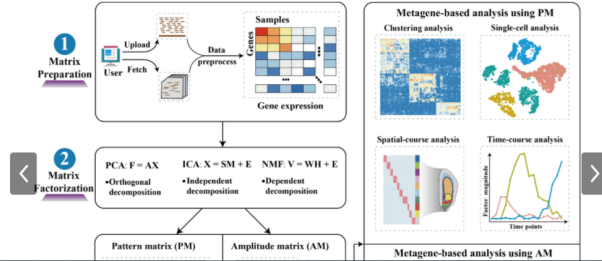 1
Matrix
Preparation
Upload
User
Fetch
Data
preprocess
Samples
Genes
Gene expression
2
Matrix
Factorization
PCA: F = AX
•Orthogonal
decomposition
ICA: X = SM + E
•Independent
decomposition
NMF: V = WH + E
•Dependent
decomposition
Pattern matrix (PM)
Amplitude matrix (AM)
Metagene-based analysis using PM
Clustering analysis
Single-cell analysis
Spatial-course analysis
Time-course analysis
Factor magnitude
Time points
Metagene-based analysis using AM